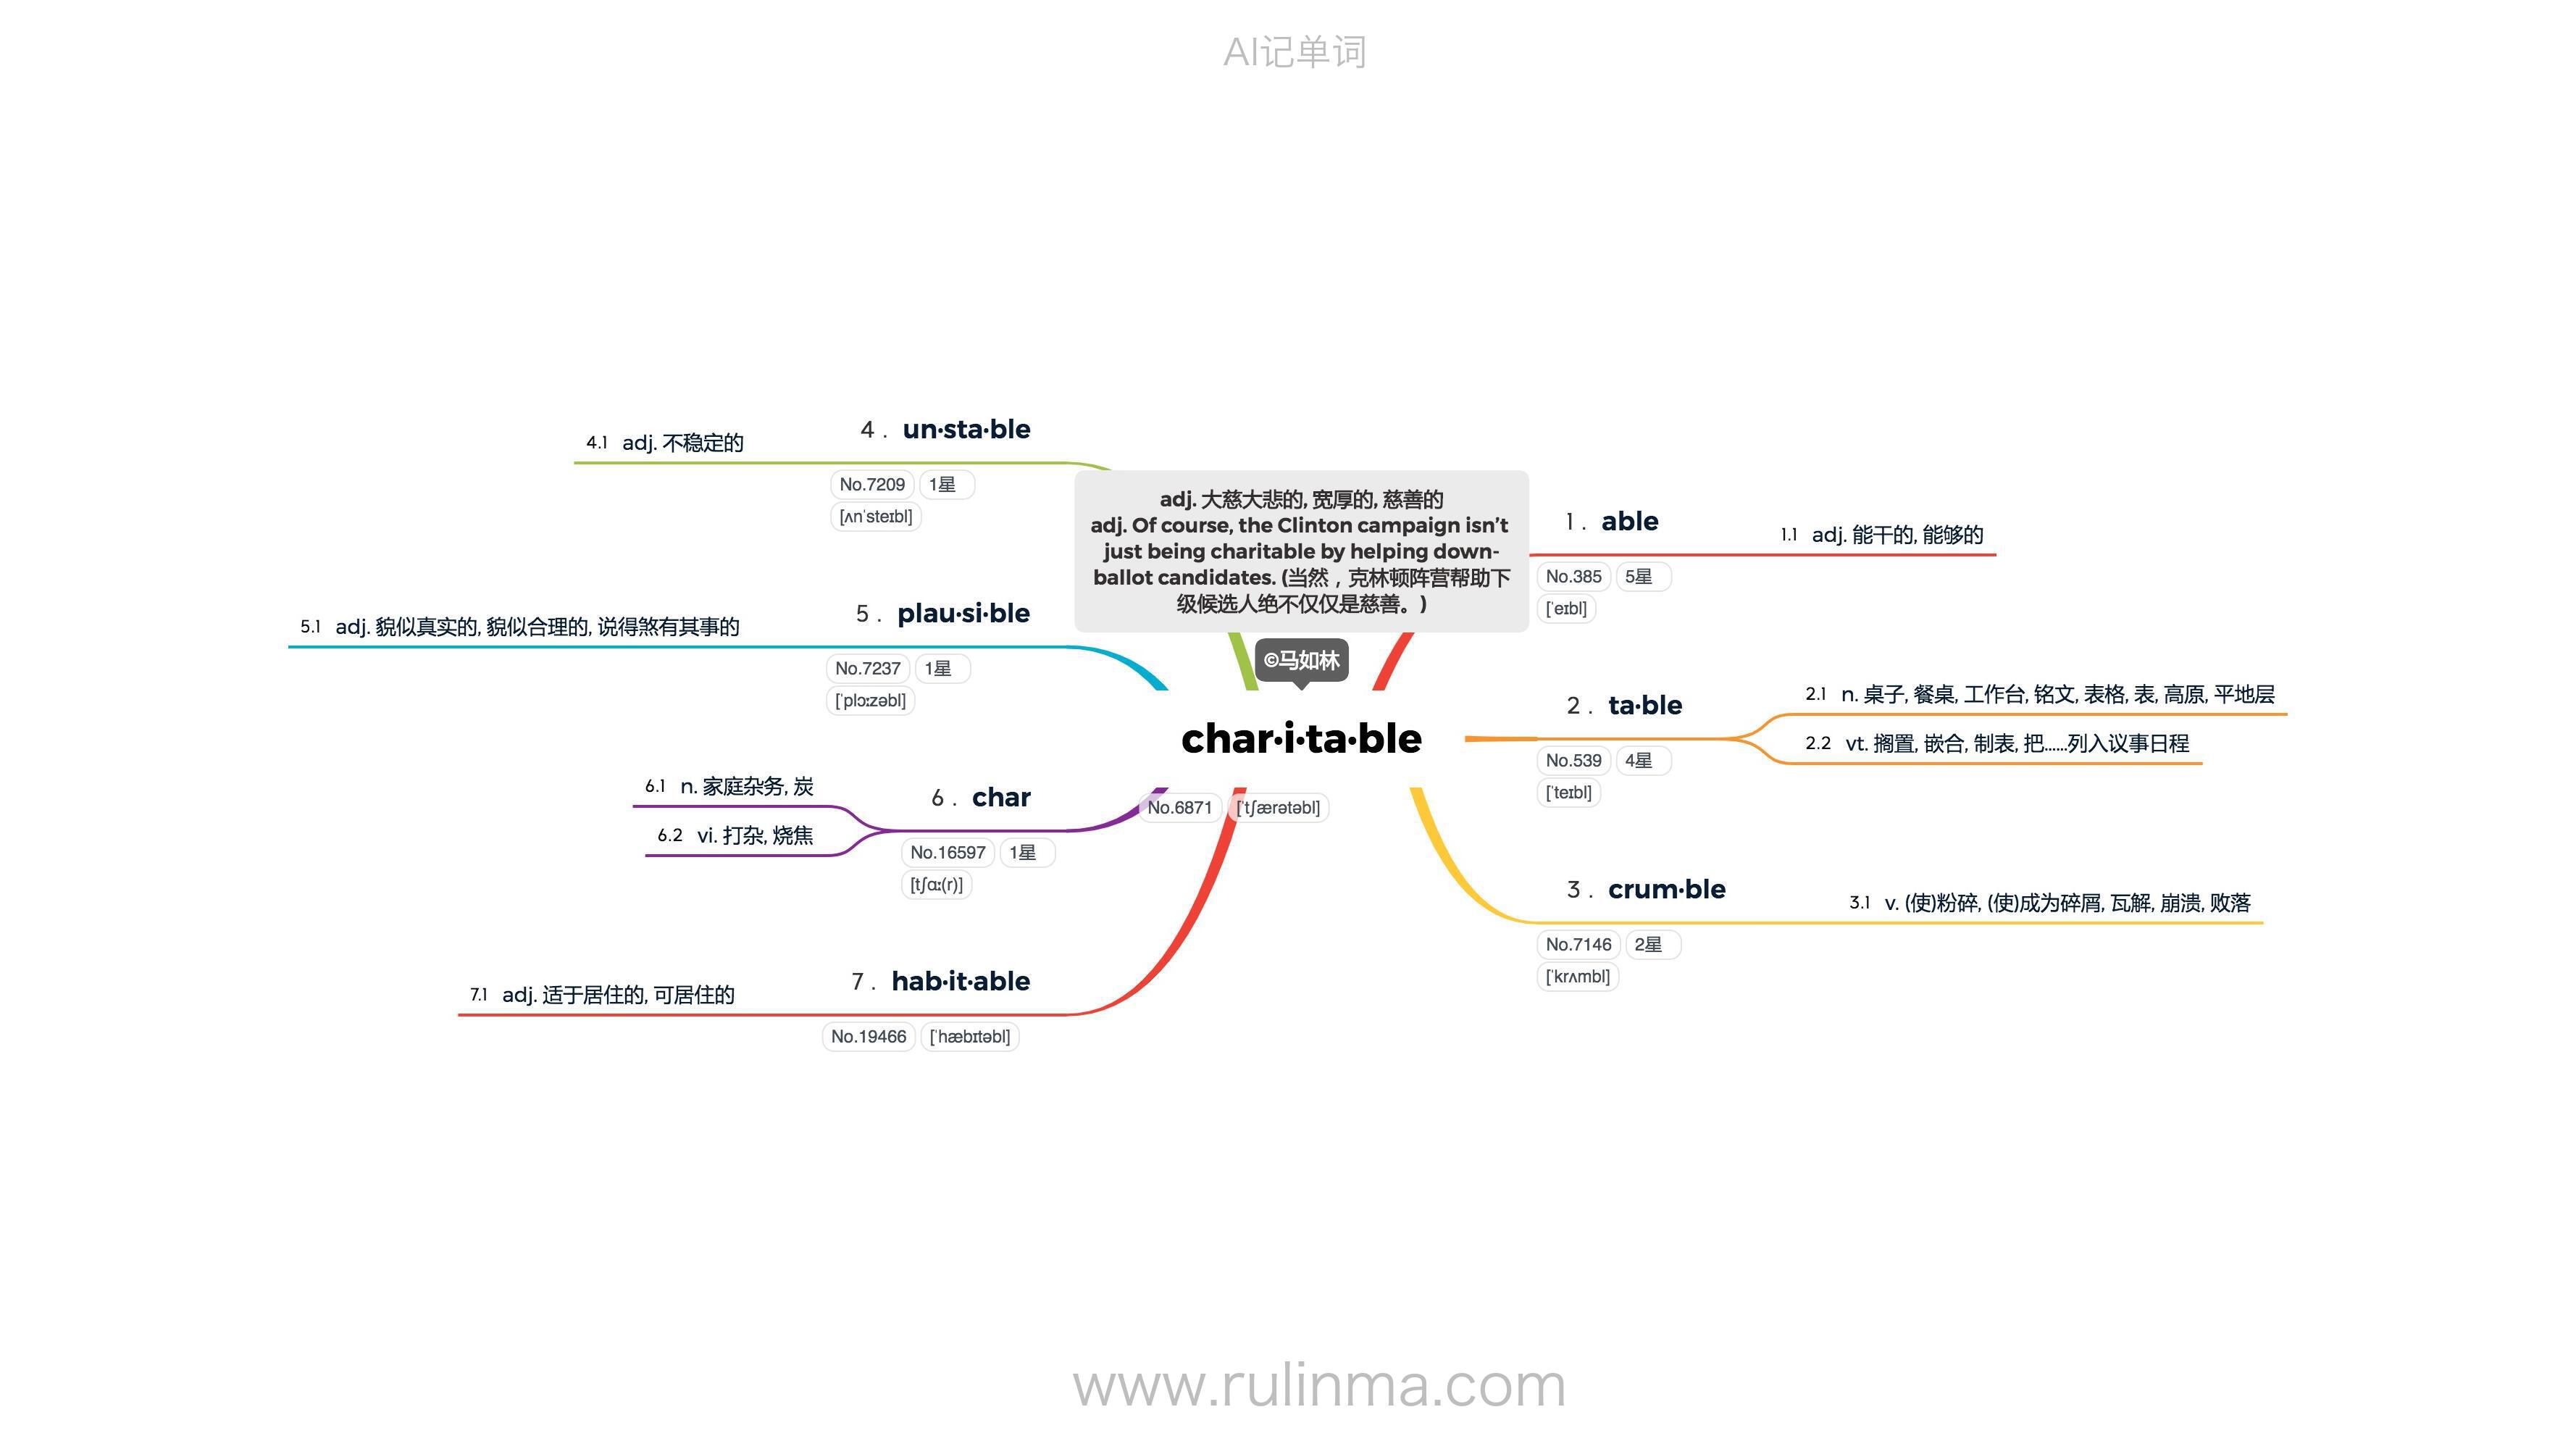 AI记单词
adj. 大慈大悲的, 宽厚的, 慈善的
adj. Of course, the Clinton campaign isn’t
just being charitable by helping down-
ballot candidates. (当然，克林顿阵营帮助下
级候选人绝不仅仅是慈善。)
©马如林
char·i·ta·ble
No.6871 [ˈtʃærətəbl]
1. able
No.385 5星
[ˈeɪbl]
1.1 adj. 能干的, 能够的
2. ta·ble
No.539 4星
[ˈteɪbl]
2.1 n. 桌子, 餐桌, 工作台, 铭文, 表格, 表, 高原, 平地层
2.2 vt. 搁置, 嵌合, 制表, 把……列入议事日程
3. crum·ble
No.7146 2星
[ˈkrʌmbl]
3.1 v. (使)粉碎, (使)成为碎屑, 瓦解, 崩溃, 败落
4. un·sta·ble
No.7209 1星
[ʌnˈsteɪbl]
4.1 adj. 不稳定的
5. plau·si·ble
No.7237 1星
[ˈplɔːzəbl]
5.1 adj. 貌似真实的, 貌似合理的, 说得煞有其事的
6. char
No.16597 1星
[tʃɑː(r)]
6.1 n. 家庭杂务, 炭
6.2 vi. 打杂, 烧焦
7. hab·it·able
No.19466 [ˈhæbɪtəbl]
7.1 adj. 适于居住的, 可居住的
www.rulinma.com